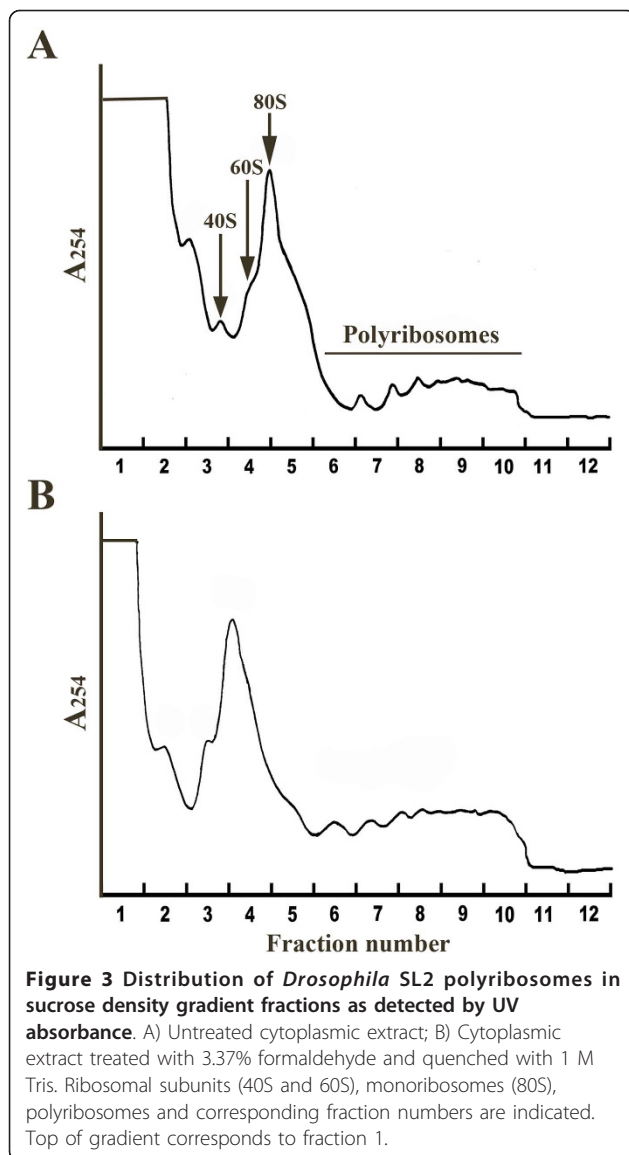 A
80S
60S
40S
A254
Polyribosomes
1 2 3 4 5 6 7 8 9 10 11 12
B
A254
1 2 3 4 5 6 7 8 9 10 11 12
Fraction number
Figure 3 Distribution of Drosophila SL2 polyribosomes in
sucrose density gradient fractions as detected by UV
absorbance. A) Untreated cytoplasmic extract; B) Cytoplasmic
extract treated with 3.37% formaldehyde and quenched with 1 M
Tris. Ribosomal subunits (40S and 60S), monoribosomes (80S),
polyribosomes and corresponding fraction numbers are indicated.
Top of gradient corresponds to fraction 1.